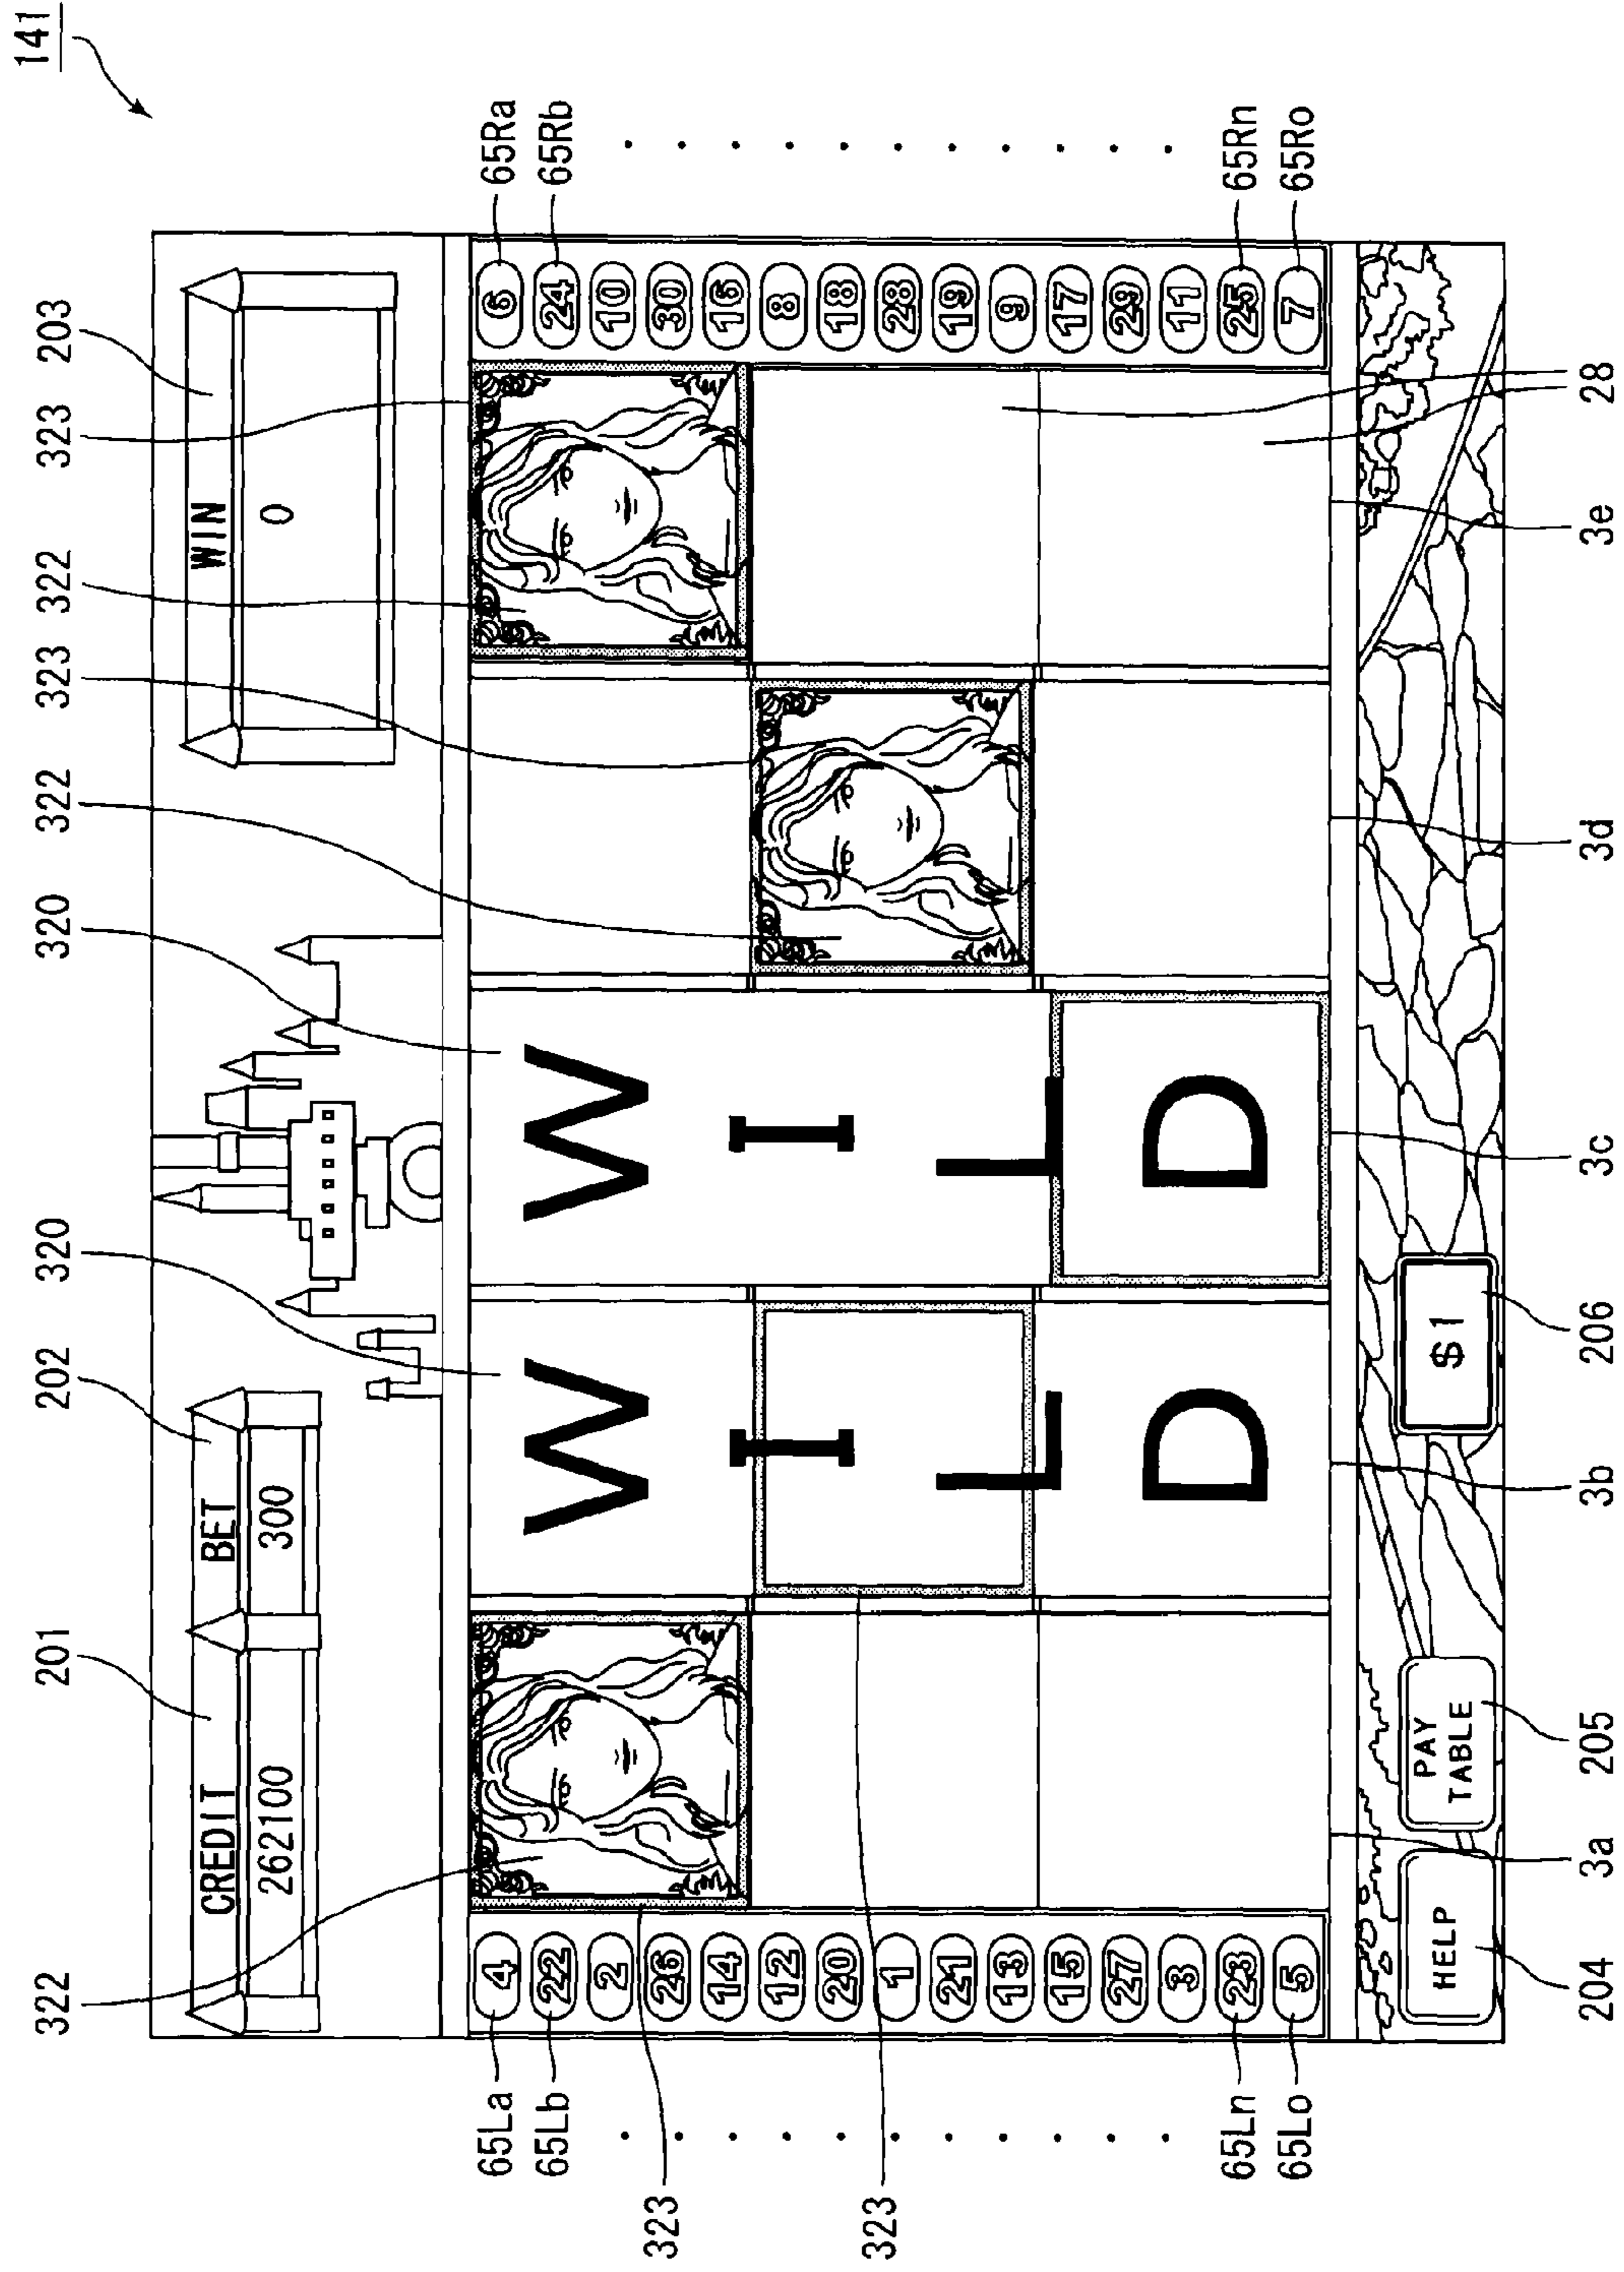 141
201 202 320 320 322 323 322 323 203
CREDIT BET WIN
262100 300 0
322
65La 4 6 65Ra
65Lb 22 24 65Rb
2 10
26 30
14 16
12 8
20 18
1 28
21 19
13 9
15 17
27 29
3 11
65Ln 23 25 65Rn
65Lo 5 7 65Ro
323
323
W W
I I
L L
D D
HELP PAY TABLE $1
204 205 3a 3b 206 3c 3d 3e 28